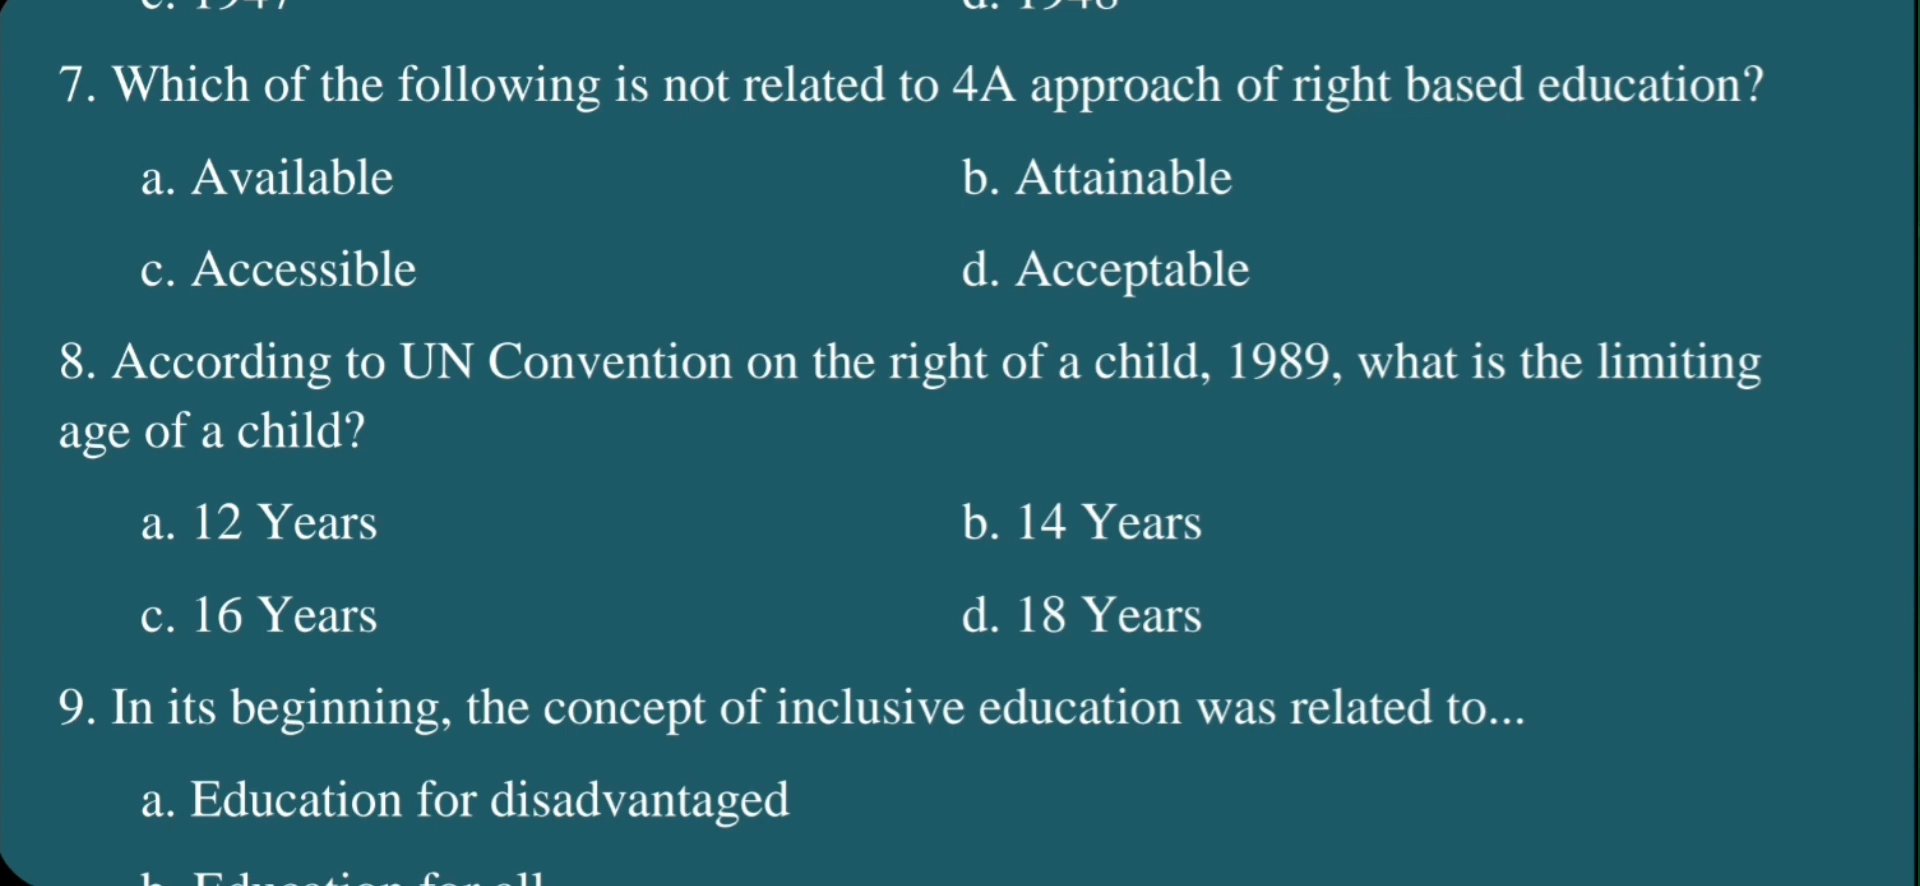 7. Which of the following is not related to 4A approach of right based education?
a. Available b. Attainable
c. Accessible d. Acceptable
8. According to UN Convention on the right of a child, 1989, what is the limiting
age of a child?
a. 12 Years b. 14 Years
c. 16 Years d. 18 Years
9. In its beginning, the concept of inclusive education was related to...
a. Education for disadvantaged